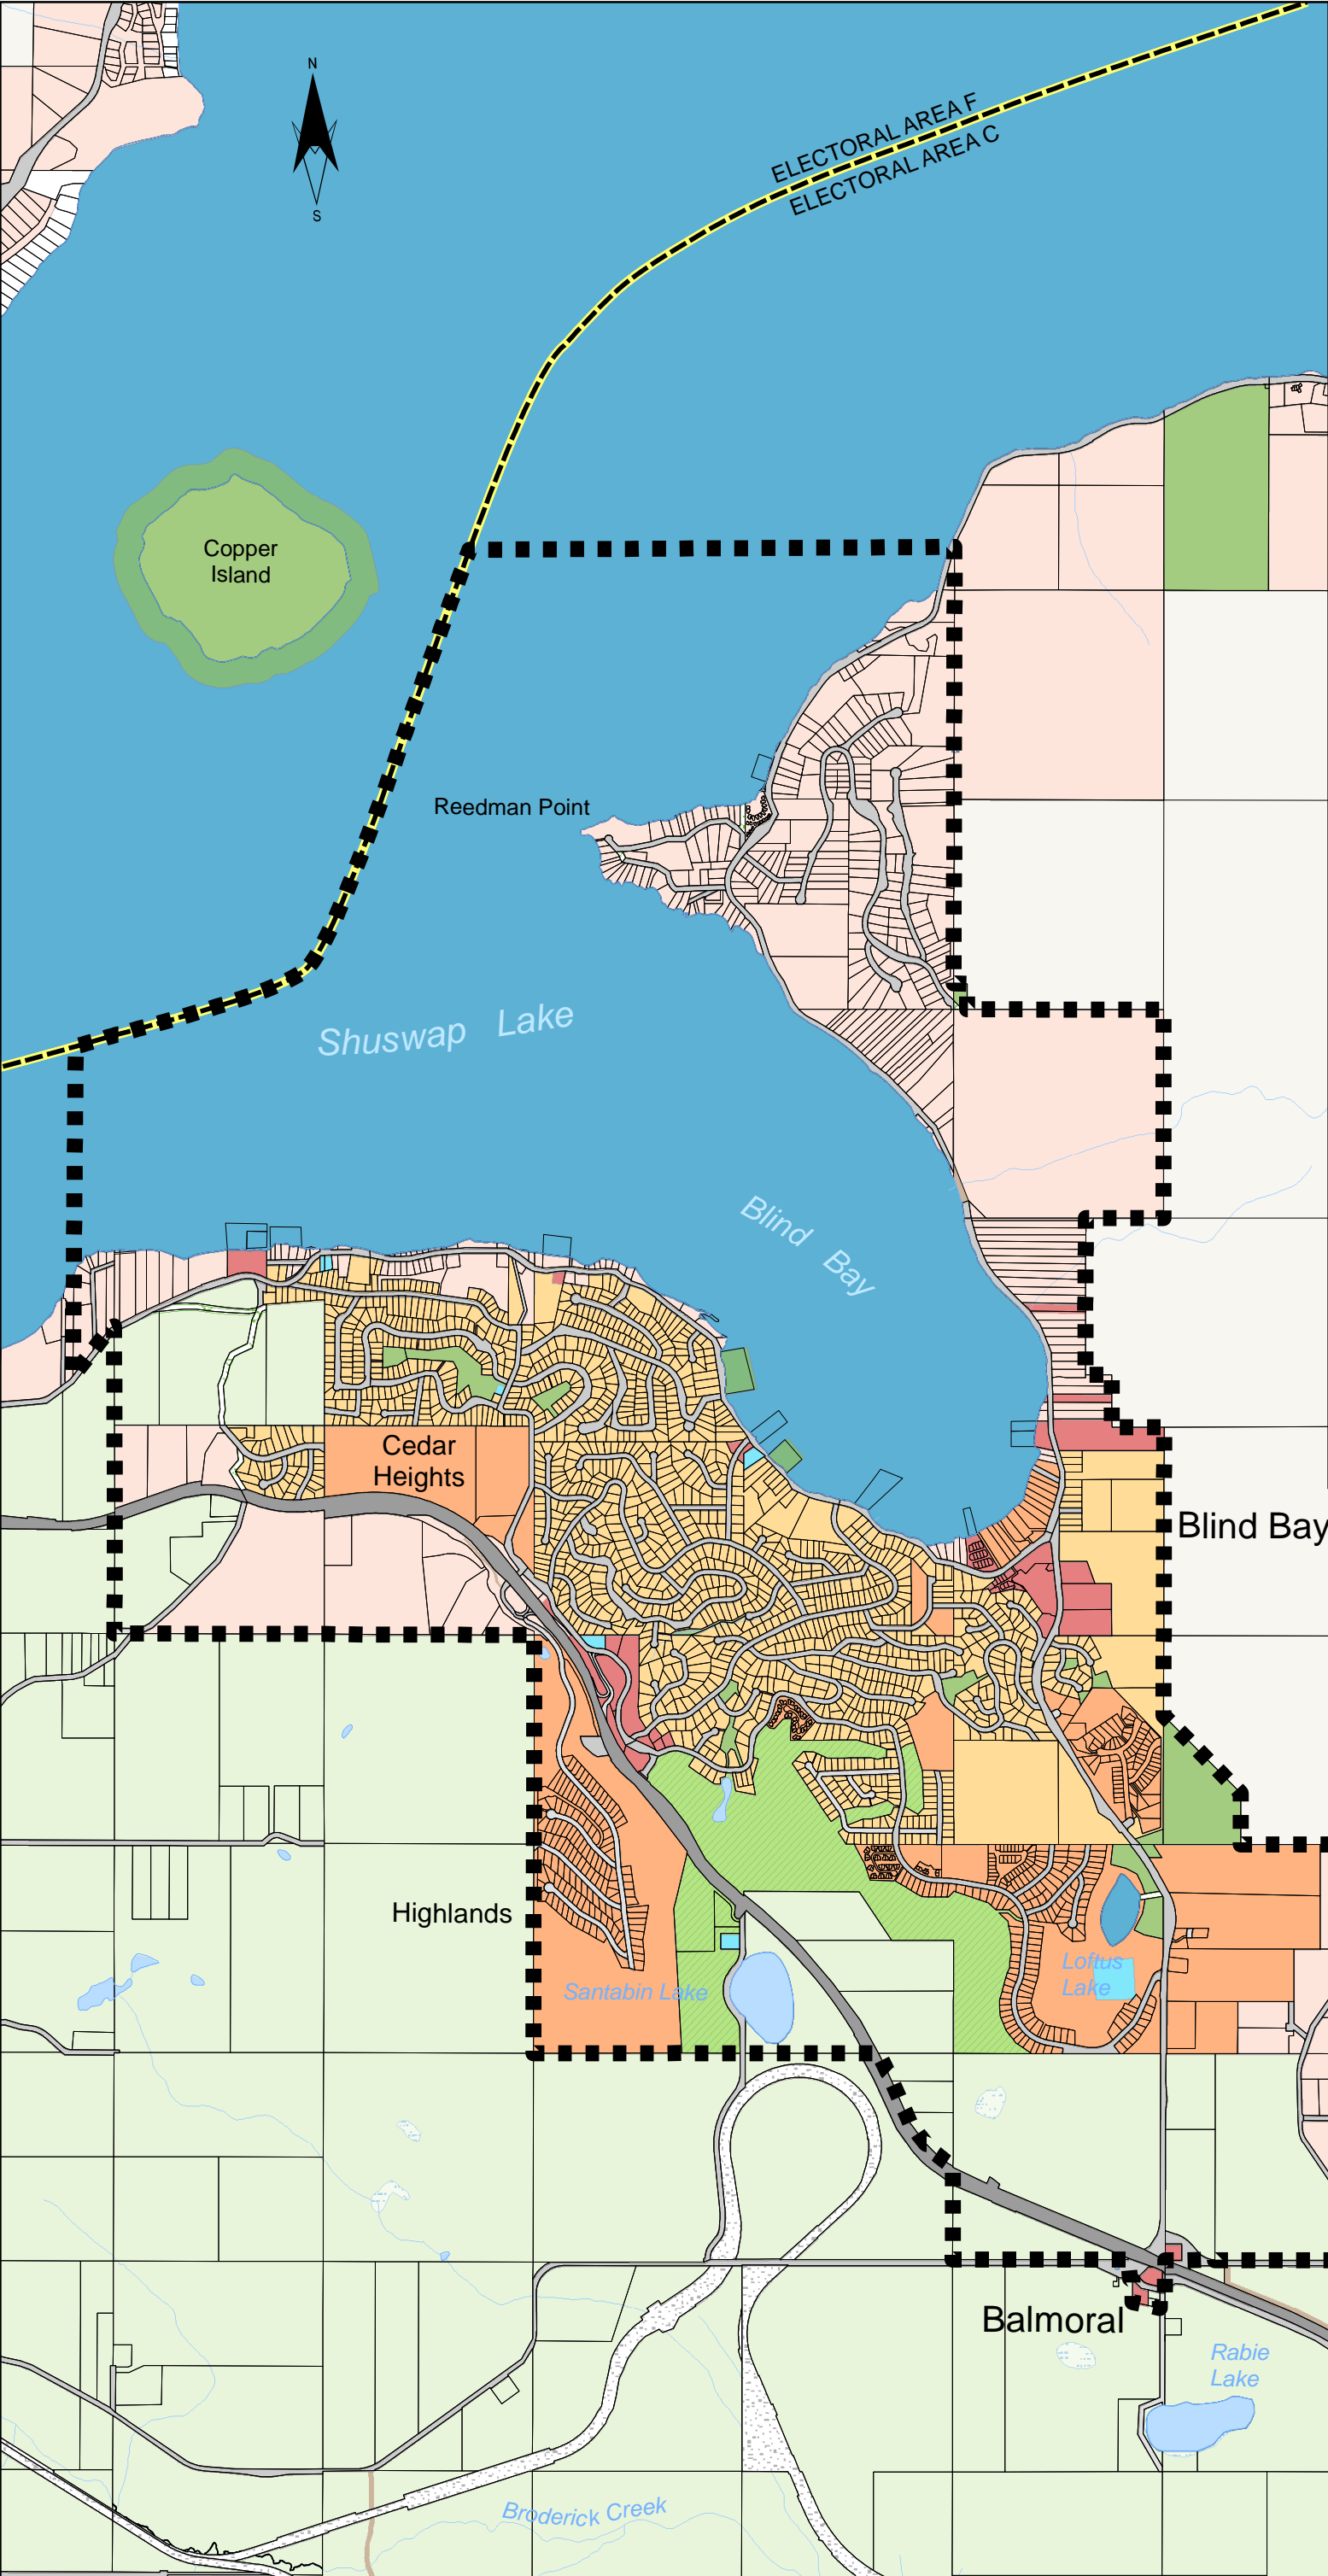 N
S
ELECTORAL AREA F
ELECTORAL AREA C
Copper
Island
Reedman Point
Shuswap Lake
Blind Bay
Cedar
Heights
Blind Bay
Highlands
Loftus
Lake
Santabin Lake
Balmoral
Rabie
Lake
Broderick Creek